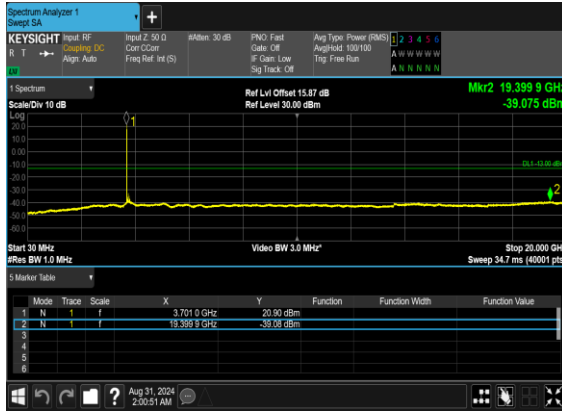 Spectrum Analyzer 1
Swept SA
+
KEYSIGHT Input: RF Input Z: 50 Ω #Atten: 30 dB PNO: Fast Avg Type: Power (RMS) 1 2 3 4 5 6
R T Coupling: DC Corr CCorr Gate: Off Avg|Hold: 100/100 A W W W W W
Align: Auto Freq Ref: Int (S) IF Gain: Low Trig: Free Run
LU Sig Track: Off A N N N N N
1 Spectrum Ref Lvl Offset 15.87 dB Mkr2 19.399 9 GHz
Scale/Div 10 dB Ref Level 30.00 dBm -39.075 dBm
Log
1
20.0
10.0
0.00
-10.0
DL1 -13.00 dBm
-20.0
-30.0
2
-40.0
-50.0
-60.0
Start 30 MHz Video BW 3.0 MHz* Stop 20.000 GHz
#Res BW 1.0 MHz Sweep 34.7 ms (40001 pts)
5 Marker Table
Mode Trace Scale X Y Function Function Width Function Value
1 N 1 f 3.701 0 GHz 20.90 dBm
2 N 1 f 19.399 9 GHz -39.08 dBm
3
4
5
6
? Aug 31, 2024
2:00:51 AM